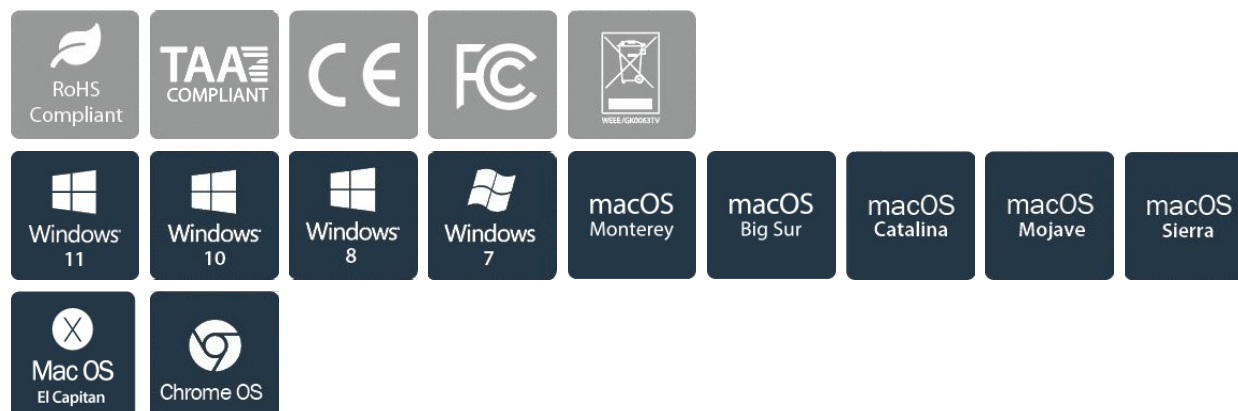 RoHS
Compliant
TAA
COMPLIANT
CE
FC
WEEE/GK0063TV
Windows
11
Windows
10
Windows
8
Windows
7
macOS
Monterey
macOS
Big Sur
macOS
Catalina
macOS
Mojave
macOS
Sierra
X
Mac OS
El Capitan
Chrome OS